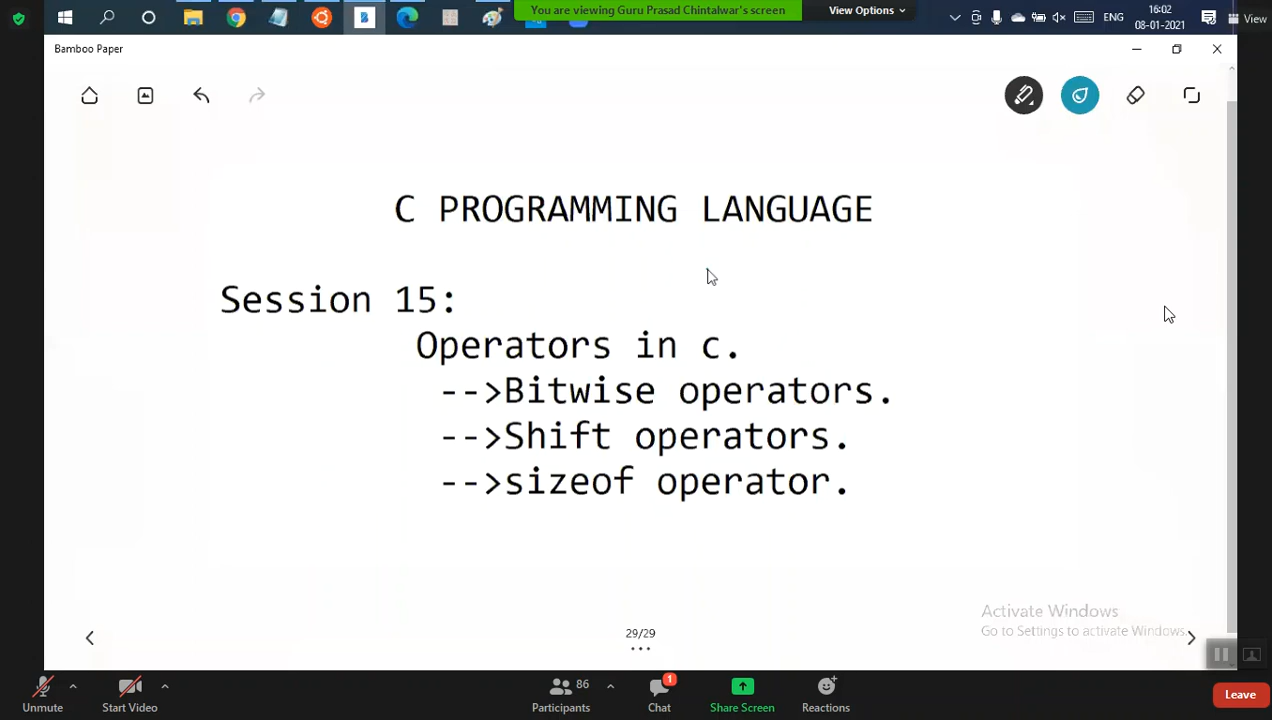 You are viewing Guru Prasad Chintalwar's screen
View Options
ENG
16:02
08-01-2021
View
Bamboo Paper
C PROGRAMMING LANGUAGE
Session 15:
Operators in c.
-->Bitwise operators.
-->Shift operators.
-->sizeof operator.
Activate Windows
Go to Settings to activate Windows.
29/29
Unmute
Start Video
86
Participants
1
Chat
Share Screen
Reactions
Leave